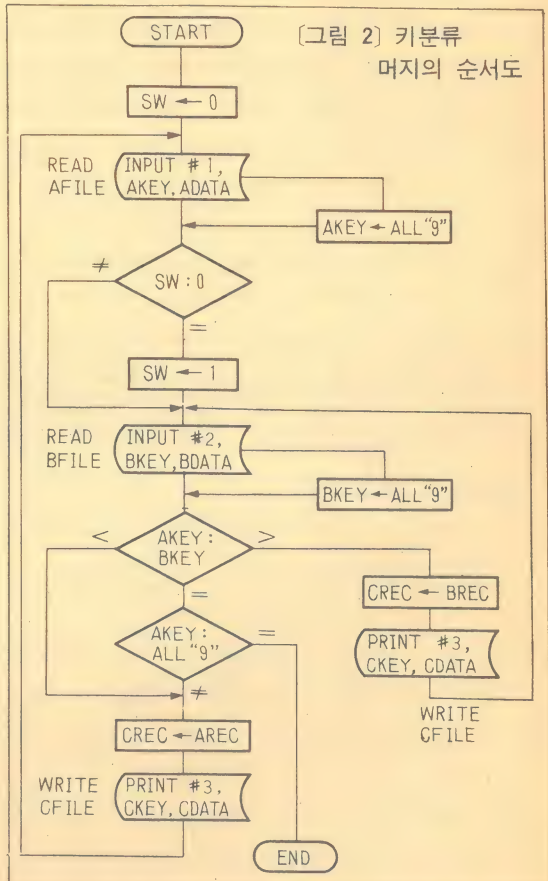 START
〔그림 2〕 키분류
머지의 순서도
SW ← 0
READ
AFILE
INPUT #1,
AKEY, ADATA
AKEY ← ALL "9"
≠
SW : 0
=
SW ← 1
READ
BFILE
INPUT #2,
BKEY, BDATA
BKEY ← ALL "9"
<
AKEY :
BKEY
>
=
CREC ← BREC
AKEY :
ALL "9"
=
PRINT #3,
CKEY, CDATA
≠
WRITE
CFILE
CREC ← AREC
WRITE
CFILE
PRINT #3,
CKEY, CDATA
END